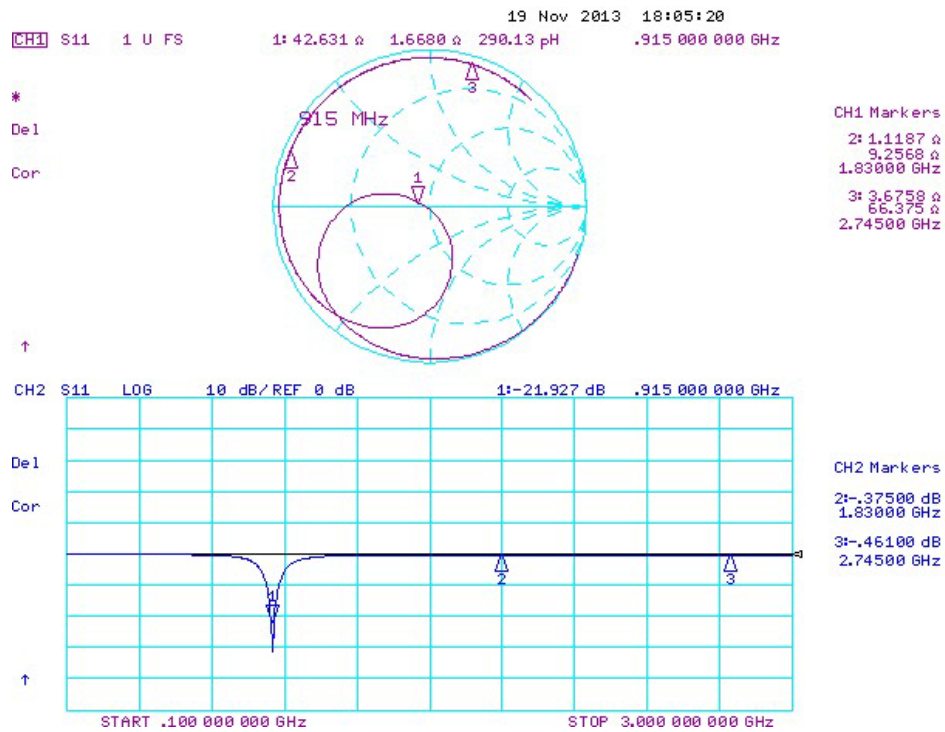 19 Nov 2013 18:05:20
CH1 S11 1 U FS 1: 42.631 Ω 1.6680 Ω 290.13 pH .915 000 000 GHz
*
Del
Cor
↑
915 MHz
1
2
3
CH1 Markers
2: 1.1187 Ω
9.2568 Ω
1.83000 GHz
3: 3.6758 Ω
66.375 Ω
2.74500 GHz
CH2 S11 LOG 10 dB/ REF 0 dB 1:-21.927 dB .915 000 000 GHz
Del
Cor
↑
1
2
3
CH2 Markers
2:-.37500 dB
1.83000 GHz
3:-.46100 dB
2.74500 GHz
START .100 000 000 GHz STOP 3.000 000 000 GHz